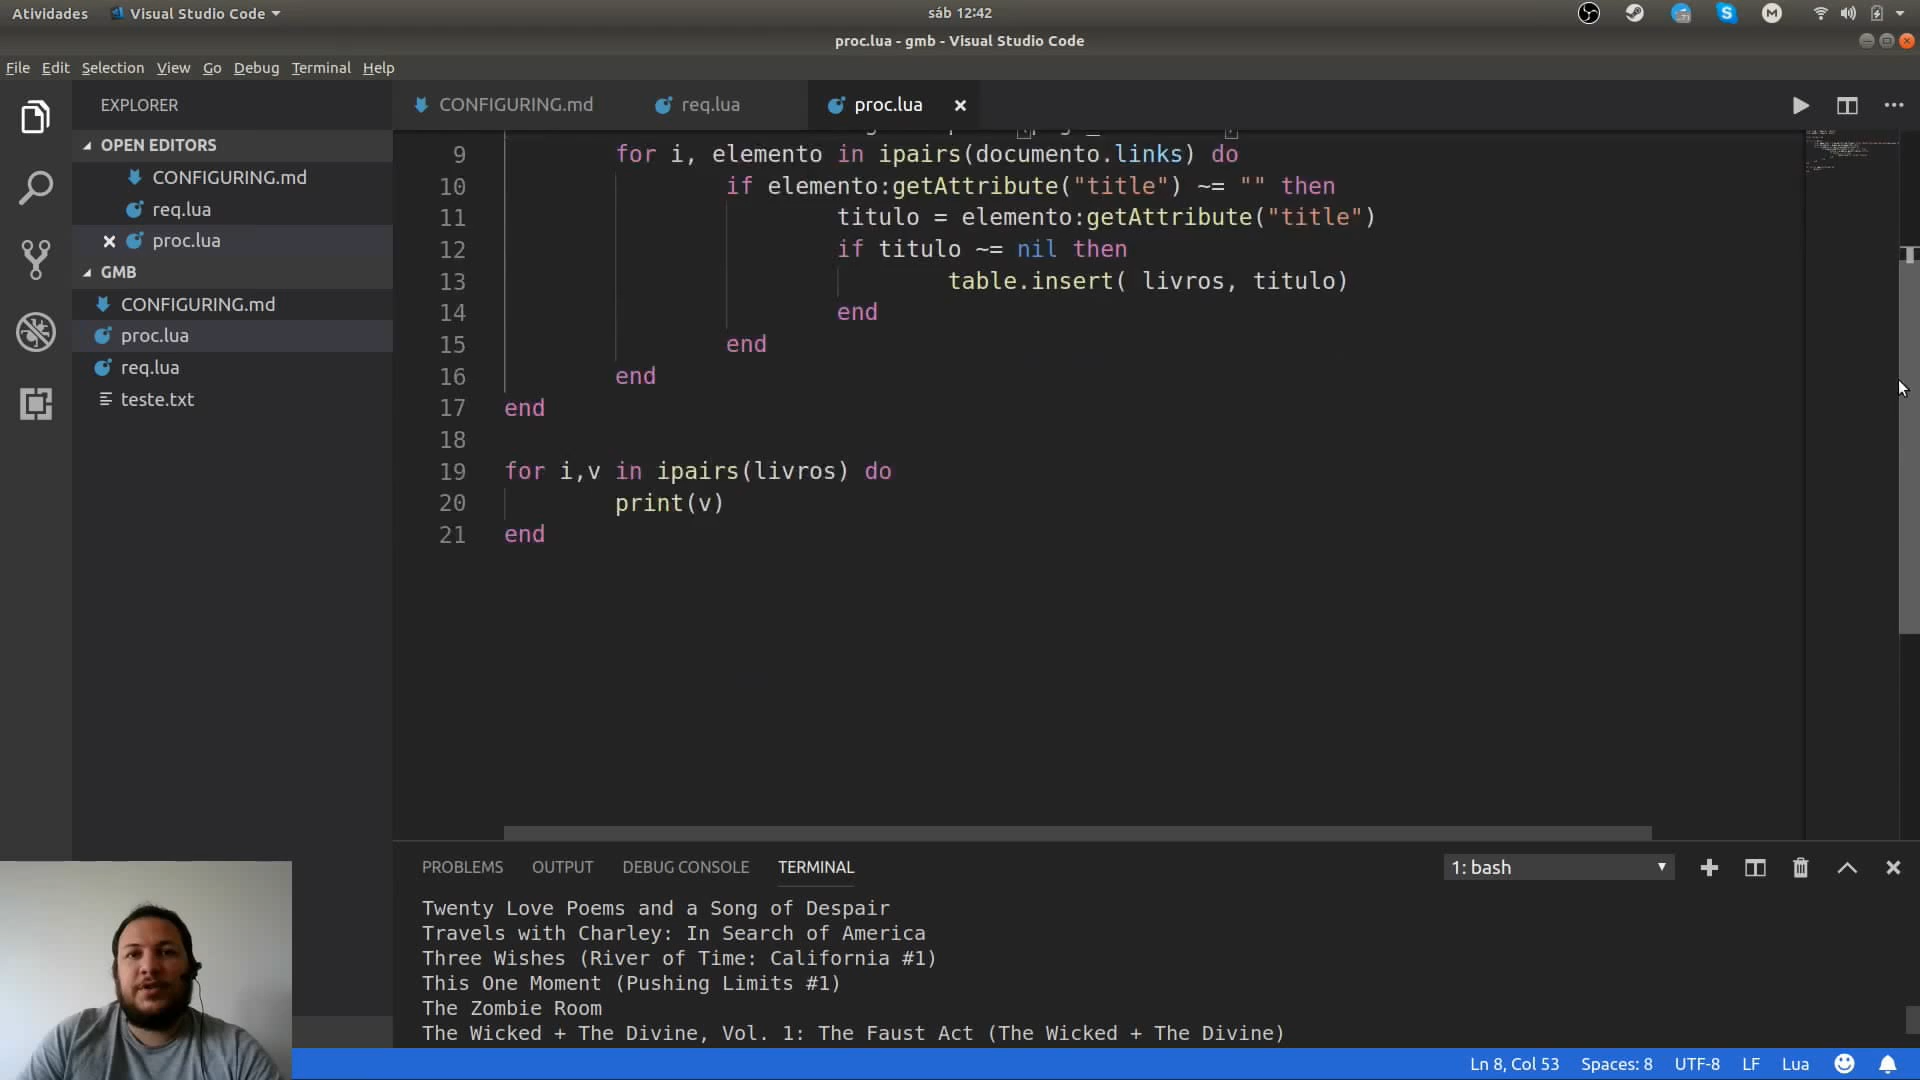 Atividades Visual Studio Code sáb 12:42
proc.lua - gmb - Visual Studio Code
File Edit Selection View Go Debug Terminal Help
EXPLORER
OPEN EDITORS
CONFIGURING.md
req.lua
proc.lua
GMB
CONFIGURING.md
proc.lua
req.lua
teste.txt
CONFIGURING.md req.lua proc.lua
9 for i, elemento in ipairs(documento.links) do
10 if elemento:getAttribute("title") ~= "" then
11 titulo = elemento:getAttribute("title")
12 if titulo ~= nil then
13 table.insert( livros, titulo)
14 end
15 end
16 end
17 end
18
19 for i,v in ipairs(livros) do
20 print(v)
21 end
PROBLEMS OUTPUT DEBUG CONSOLE TERMINAL 1: bash
Twenty Love Poems and a Song of Despair
Travels with Charley: In Search of America
Three Wishes (River of Time: California #1)
This One Moment (Pushing Limits #1)
The Zombie Room
The Wicked + The Divine, Vol. 1: The Faust Act (The Wicked + The Divine)
Ln 8, Col 53 Spaces: 8 UTF-8 LF Lua